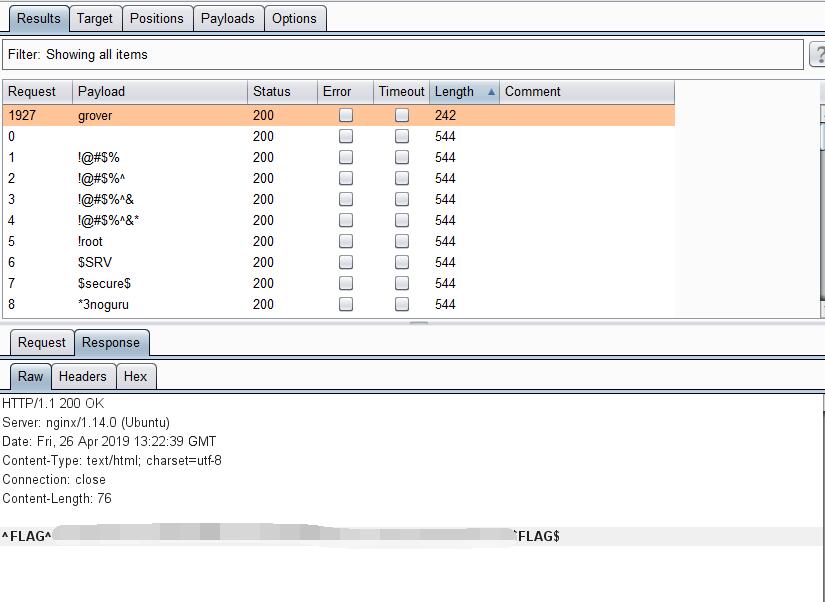 Results Target Positions Payloads Options
Filter: Showing all items ?
Request Payload Status Error Timeout Length Comment
1927 grover 200 242
0 200 544
1 !@#$% 200 544
2 !@#$%^ 200 544
3 !@#$%^& 200 544
4 !@#$%^&* 200 544
5 !root 200 544
6 $SRV 200 544
7 $secure$ 200 544
8 *3noguru 200 544
Request Response
Raw Headers Hex
HTTP/1.1 200 OK
Server: nginx/1.14.0 (Ubuntu)
Date: Fri, 26 Apr 2019 13:22:39 GMT
Content-Type: text/html; charset=utf-8
Connection: close
Content-Length: 76
^FLAG^ FLAG$